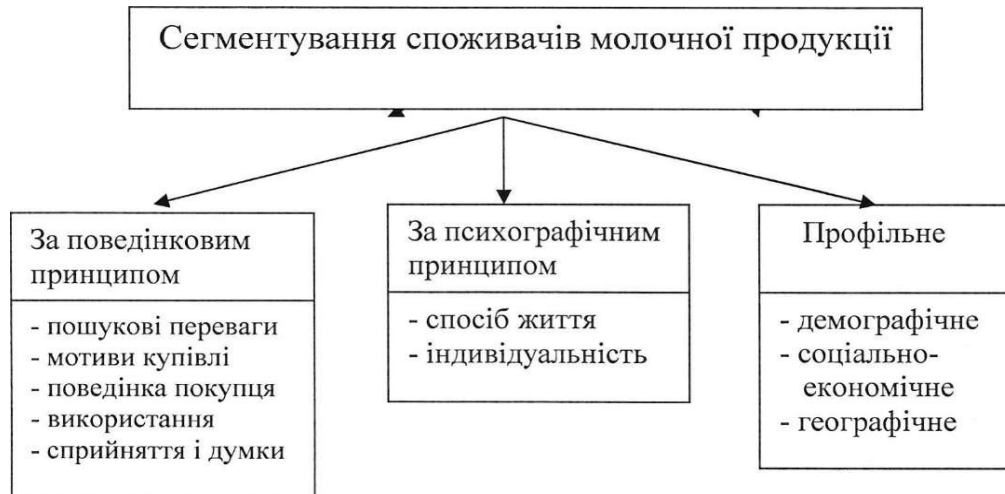 Сегментування споживачів молочної продукції
За поведінковим
принципом
- пошукові переваги
- мотиви купівлі
- поведінка покупця
- використання
- сприйняття і думки
За психографічним
принципом
- спосіб життя
- індивідуальність
Профільне
- демографічне
- соціально-
економічне
- географічне